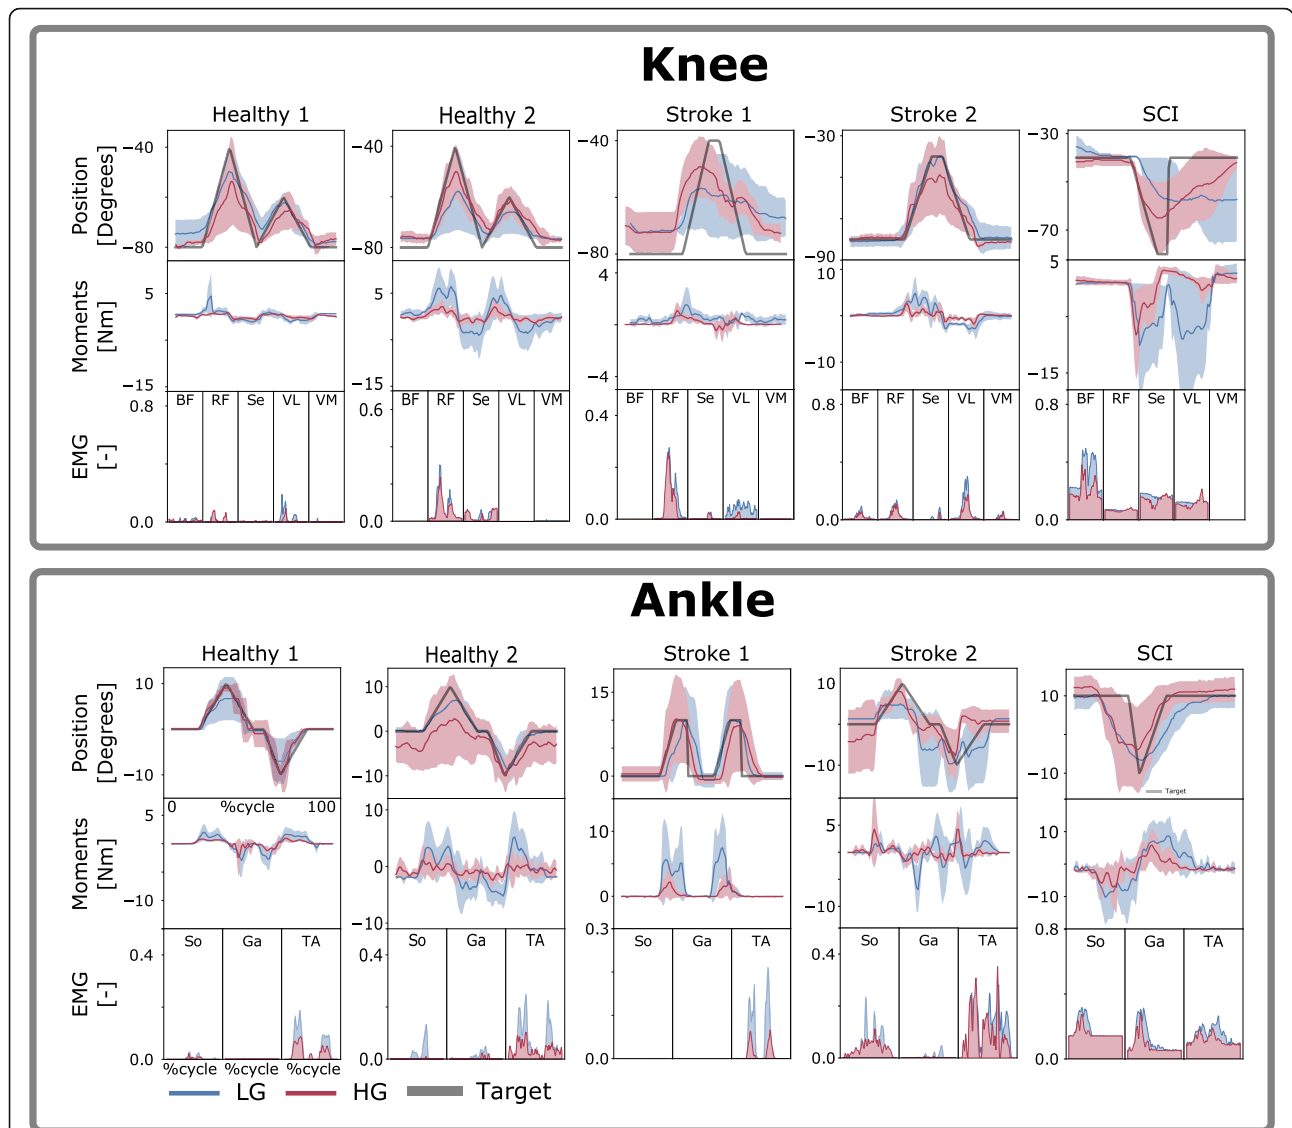 Knee
Healthy 1 Healthy 2 Stroke 1 Stroke 2 SCI
Position [Degrees]
−40 −80 −40 −80 −40 −80 −30 −90 −30 −70
Moments [Nm]
5 −15 5 −15 4 −4 10 −10 5 −15
BF RF Se VL VM BF RF Se VL VM BF RF Se VL VM BF RF Se VL VM BF RF Se VL VM
EMG [-]
0.8 0.0 0.6 0.0 0.4 0.0 0.8 0.0 0.8 0.0
Ankle
Healthy 1 Healthy 2 Stroke 1 Stroke 2 SCI
Position [Degrees]
10 −10 10 0 −10 15 0 10 −10 10 −10
Target
0 %cycle 100
Moments [Nm]
5 −10 10 0 −10 10 0 5 −10 10 −10
So Ga TA So Ga TA So Ga TA So Ga TA So Ga TA
EMG [-]
0.4 0.0 0.4 0.0 0.3 0.0 0.4 0.0 0.8 0.0
%cycle %cycle %cycle
LG HG Target